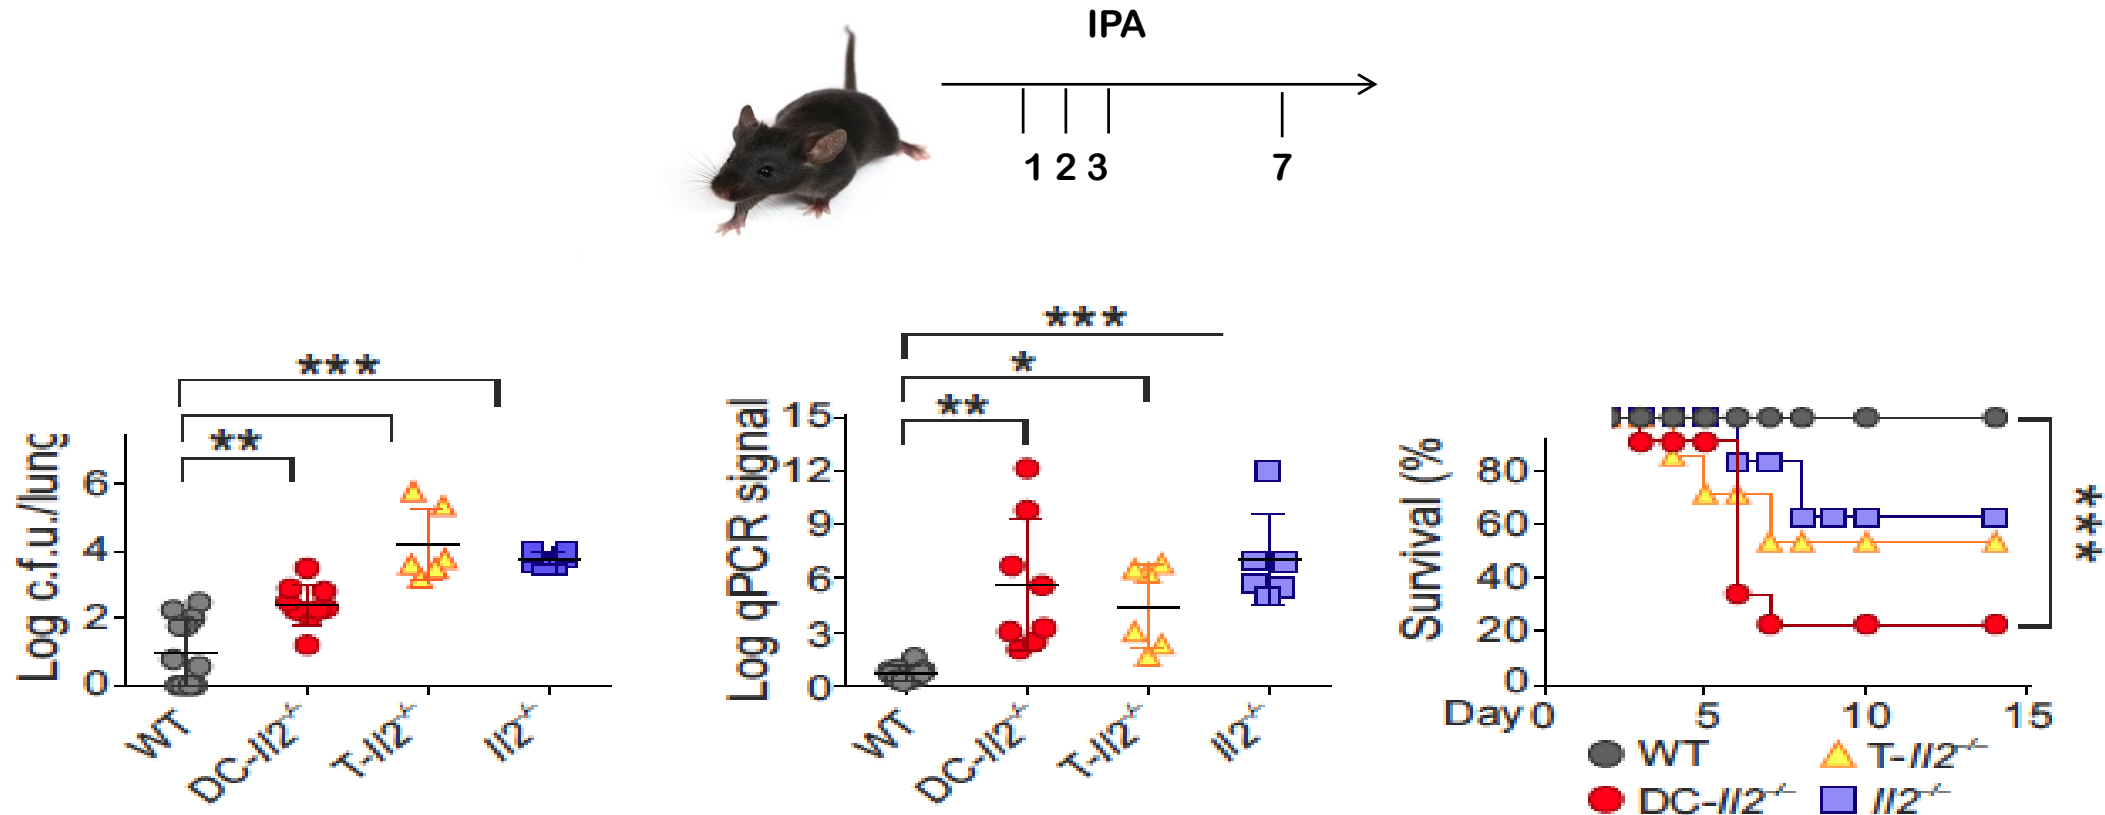 IPA
1 2 3 7
***
**
Log c.f.u./lung
6
4
2
0
WT
DC-Il2-/-
T-Il2-/-
Il2-/-
***
*
**
Log qPCR signal
15
12
9
6
3
0
WT
DC-Il2-/-
T-Il2-/-
Il2-/-
Survival (%
80
60
40
20
0
***
Day 0 5 10 15
WT T-Il2-/-
DC-Il2-/- Il2-/-